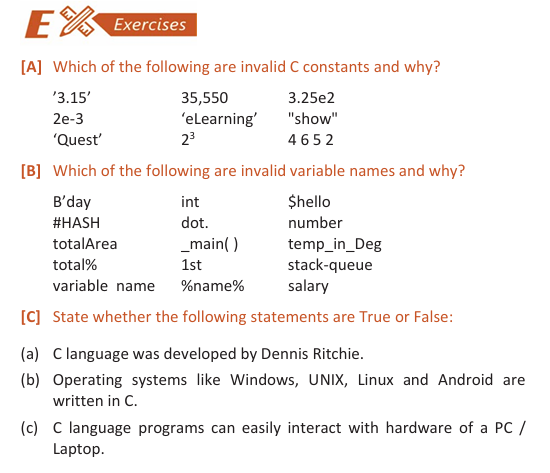 EX Exercises
[A] Which of the following are invalid C constants and why?
’3.15’ 35,550 3.25e2
2e-3 ‘eLearning’ "show"
‘Quest’ 2³ 4 6 5 2
[B] Which of the following are invalid variable names and why?
B’day int $hello
#HASH dot. number
totalArea _main( ) temp_in_Deg
total% 1st stack-queue
variable name %name% salary
[C] State whether the following statements are True or False:
(a) C language was developed by Dennis Ritchie.
(b) Operating systems like Windows, UNIX, Linux and Android are
written in C.
(c) C language programs can easily interact with hardware of a PC /
Laptop.